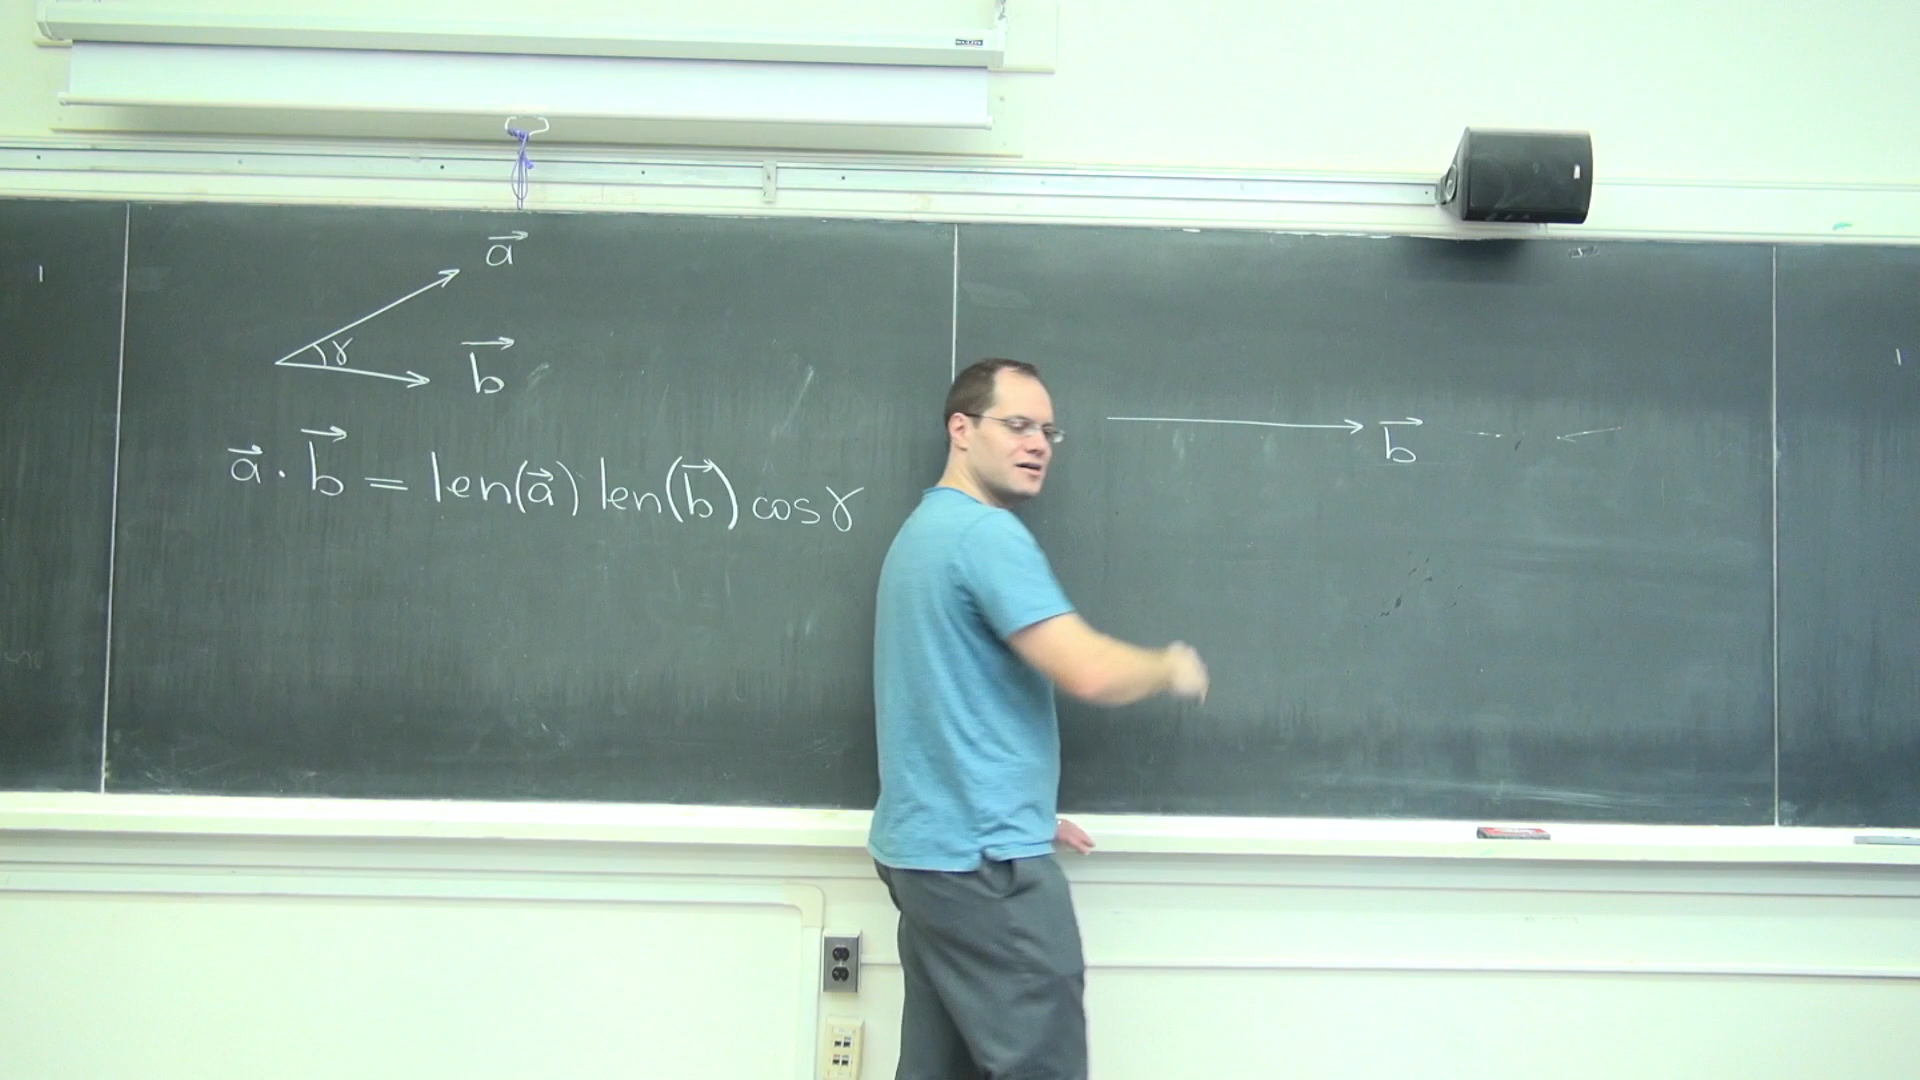 a⃗
γ
b⃗
a⃗ · b⃗ = len(a⃗) len(b⃗) cos γ
b⃗